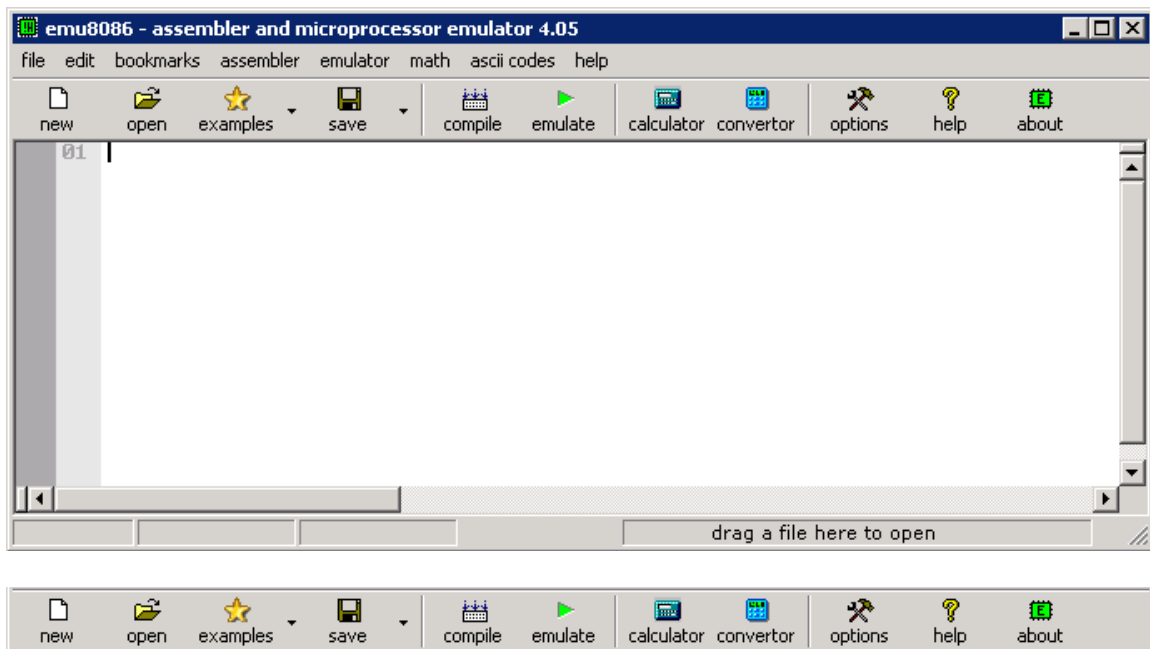 emu8086 - assembler and microprocessor emulator 4.05
file edit bookmarks assembler emulator math ascii codes help
new open examples save compile emulate calculator convertor options help about
01
drag a file here to open
new open examples save compile emulate calculator convertor options help about